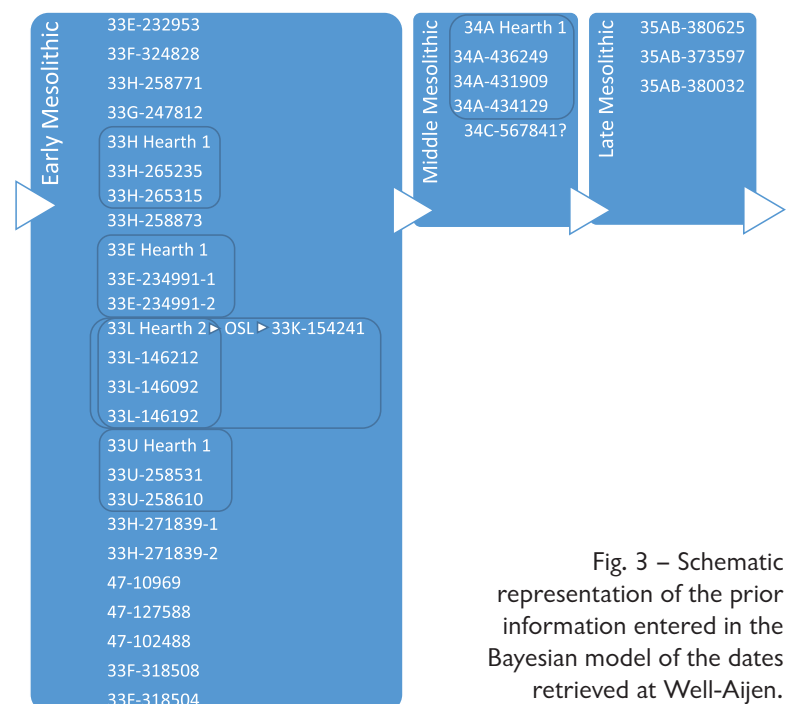 Early Mesolithic
33E-232953
33F-324828
33H-258771
33G-247812
33H Hearth 1
33H-265235
33H-265315
33H-258873
33E Hearth 1
33E-234991-1
33E-234991-2
33L Hearth 2 ▸ OSL ▸ 33K-154241
33L-146212
33L-146092
33L-146192
33U Hearth 1
33U-258531
33U-258610
33H-271839-1
33H-271839-2
47-10969
47-127588
47-102488
33F-318508
33F-318504
Middle Mesolithic
34A Hearth 1
34A-436249
34A-431909
34A-434129
34C-567841?
Late Mesolithic
35AB-380625
35AB-373597
35AB-380032
Fig. 3 – Schematic
representation of the prior
information entered in the
Bayesian model of the dates
retrieved at Well-Aijen.